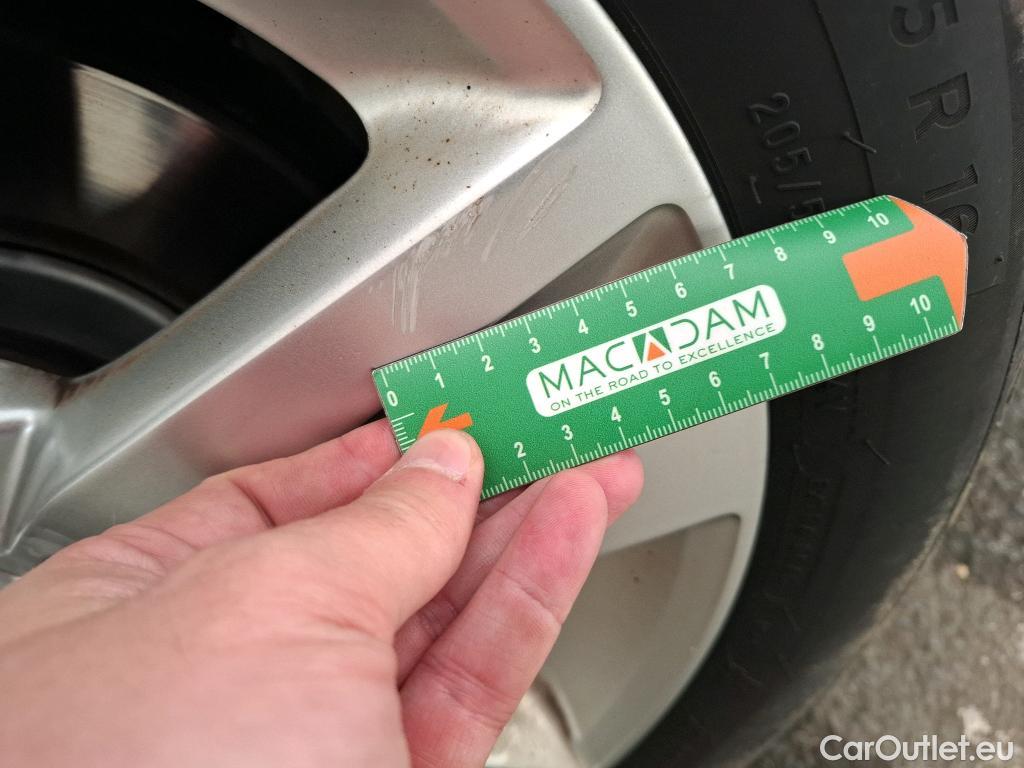 5 R 16
205/5
0 1 2 3 4 5 6 7 8 9 10
MACADAM
ON THE ROAD TO EXCELLENCE
2 3 4 5 6 7 8 9 10
CarOutlet.eu